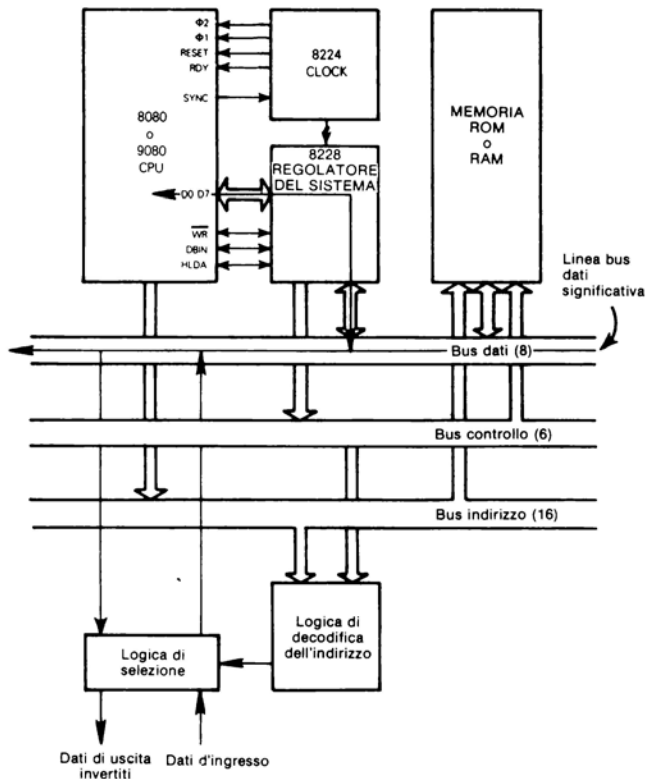 Φ2
Φ1
RESET
RDY
SYNC
8080
o
9080
CPU
D0 D7
WR
DBIN
HLDA
8224
CLOCK
8228
REGOLATORE
DEL SISTEMA
MEMORIA
ROM
o
RAM
Linea bus
dati
significativa
Bus dati (8)
Bus controllo (6)
Bus indirizzo (16)
Logica di
decodifica
dell'indirizzo
Logica di
selezione
Dati di uscita
invertiti
Dati d'ingresso